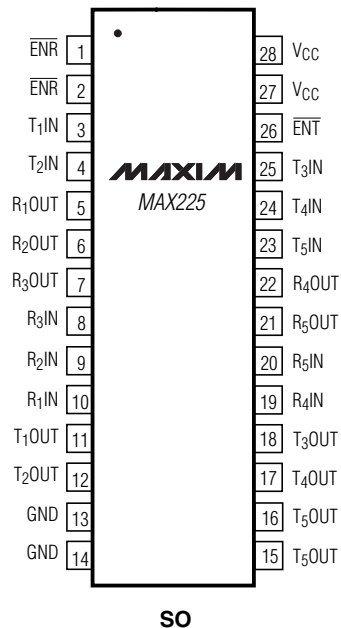 ENR 1
ENR 2
T1IN 3
T2IN 4
R1OUT 5
R2OUT 6
R3OUT 7
R3IN 8
R2IN 9
R1IN 10
T1OUT 11
T2OUT 12
GND 13
GND 14
MAXIM
MAX225
28 VCC
27 VCC
26 ENT
25 T3IN
24 T4IN
23 T5IN
22 R4OUT
21 R5OUT
20 R5IN
19 R4IN
18 T3OUT
17 T4OUT
16 T5OUT
15 T5OUT
SO